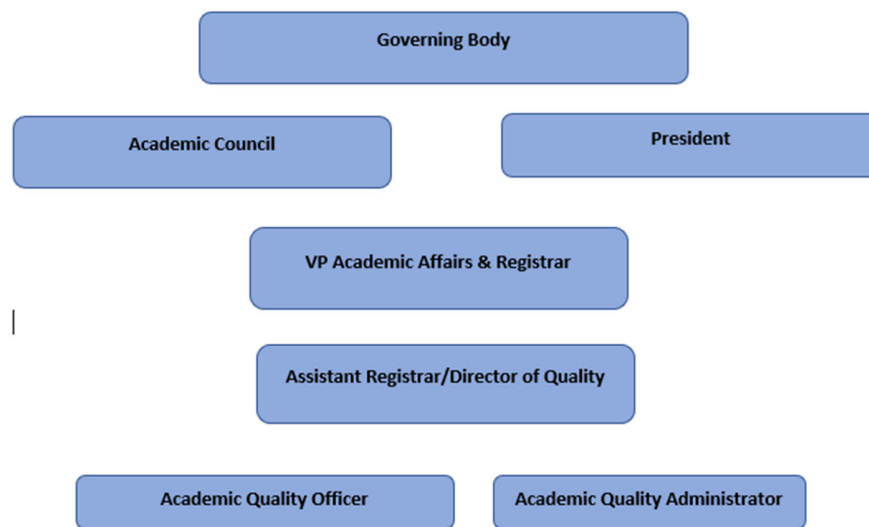 Governing Body
Academic Council
President
VP Academic Affairs & Registrar
Assistant Registrar/Director of Quality
Academic Quality Officer
Academic Quality Administrator